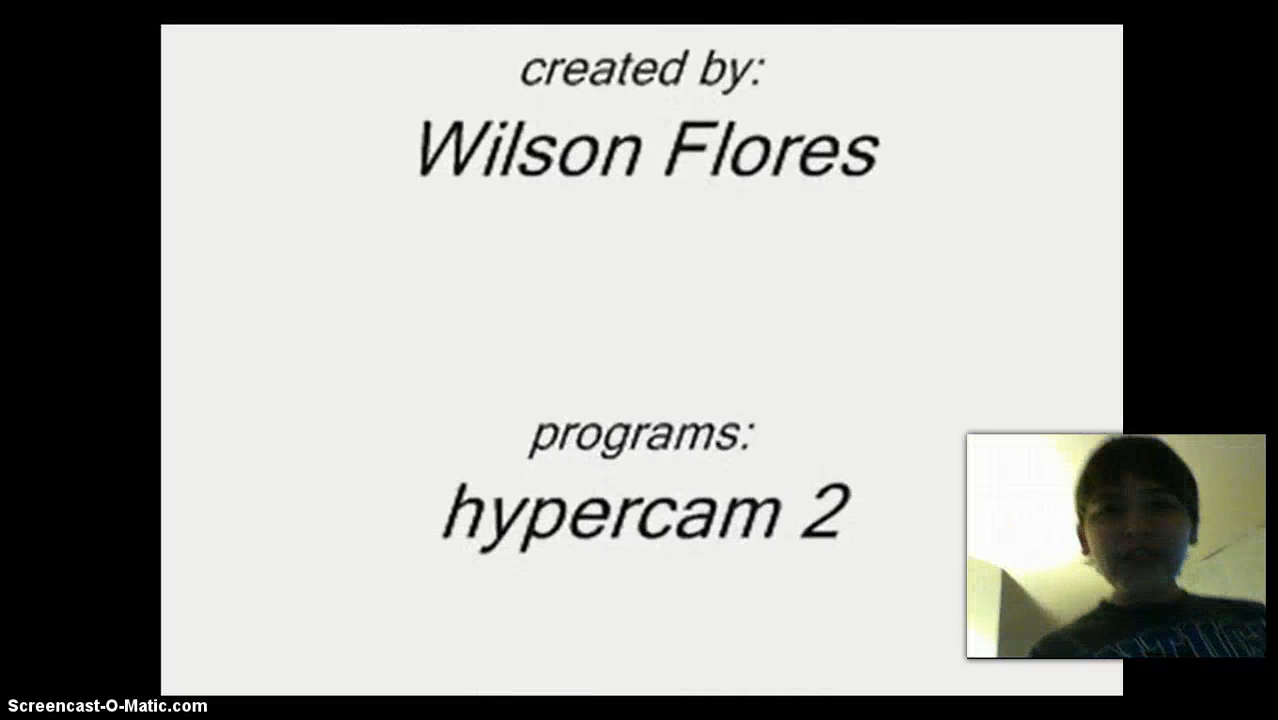 created by:
Wilson Flores
programs:
hypercam 2
Screencast-O-Matic.com